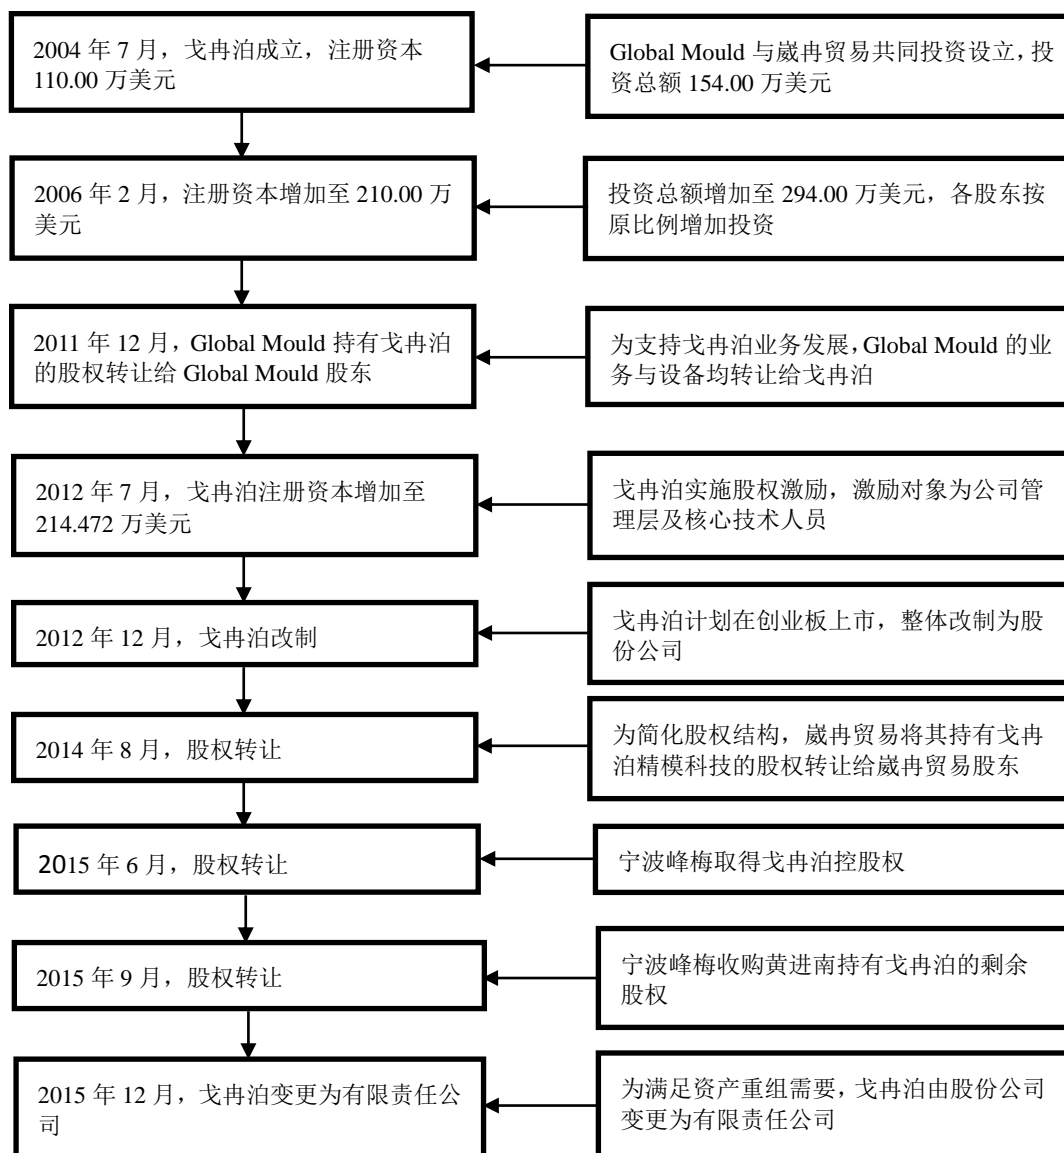 2004 年 7 月，戈冉泊成立，注册资本
110.00 万美元
Global Mould 与崴冉贸易共同投资设立，投
资总额 154.00 万美元
2006 年 2 月，注册资本增加至 210.00 万
美元
投资总额增加至 294.00 万美元，各股东按
原比例增加投资
2011 年 12 月，Global Mould 持有戈冉泊
的股权转让给 Global Mould 股东
为支持戈冉泊业务发展，Global Mould 的业
务与设备均转让给戈冉泊
2012 年 7 月，戈冉泊注册资本增加至
214.472 万美元
戈冉泊实施股权激励，激励对象为公司管
理层及核心技术人员
2012 年 12 月，戈冉泊改制
戈冉泊计划在创业板上市，整体改制为股
份公司
2014 年 8 月，股权转让
为简化股权结构，崴冉贸易将其持有戈冉
泊精模科技的股权转让给崴冉贸易股东
2015 年 6 月，股权转让
宁波峰梅取得戈冉泊控股权
2015 年 9 月，股权转让
宁波峰梅收购黄进南持有戈冉泊的剩余
股权
2015 年 12 月，戈冉泊变更为有限责任公
司
为满足资产重组需要，戈冉泊由股份公司
变更为有限责任公司